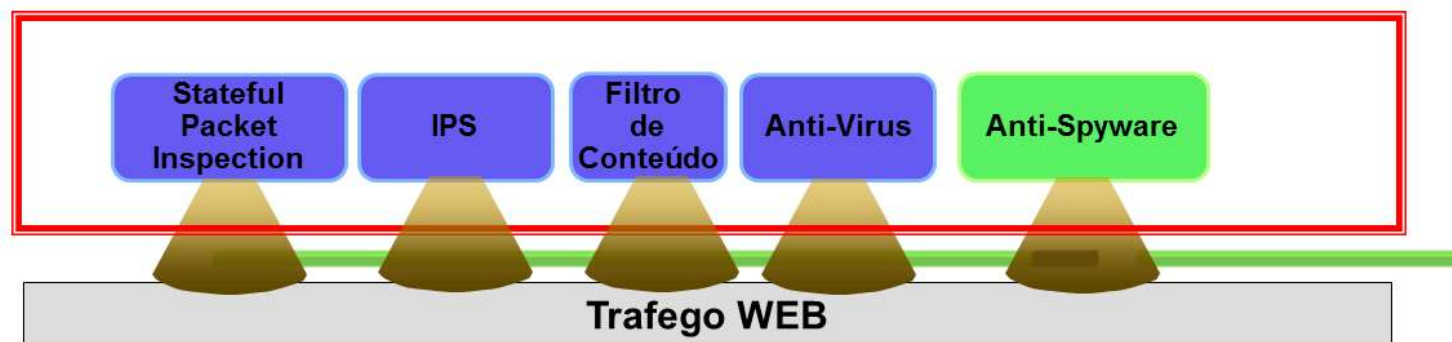 Stateful
Packet
Inspection
IPS
Filtro
de
Conteúdo
Anti-Virus
Anti-Spyware
Trafego WEB